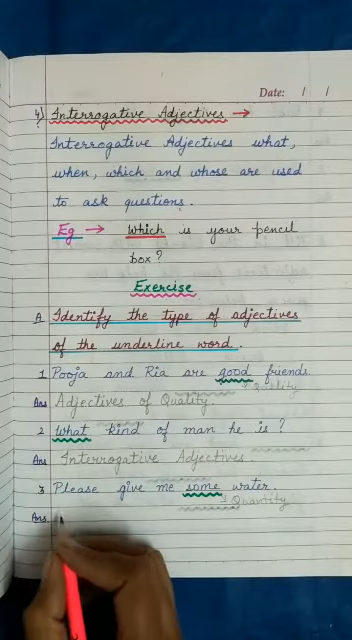 Date: / /
4) Interrogative Adjectives →
Interrogative Adjectives what,
when, which and whose are used
to ask questions.
Eg → Which is your pencil
box?
Exercise
A Identify the type of adjectives
of the underline word.
1 Pooja and Ria are good friends.
Quality
Ans Adjectives of Quality.
2 What kind of man he is?
Ans Interrogative Adjectives
3 Please give me some water.
Quantity
Ans